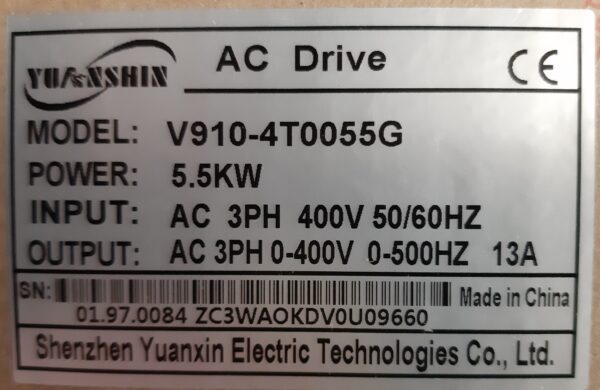 YUANSHIN
AC Drive
CE
MODEL: V910-4T0055G
POWER: 5.5KW
INPUT: AC 3PH 400V 50/60HZ
OUTPUT: AC 3PH 0-400V 0-500HZ 13A
SN: Made in China
01.97.0084 ZC3WAOKDV0U09660
Shenzhen Yuanxin Electric Technologies Co., Ltd.